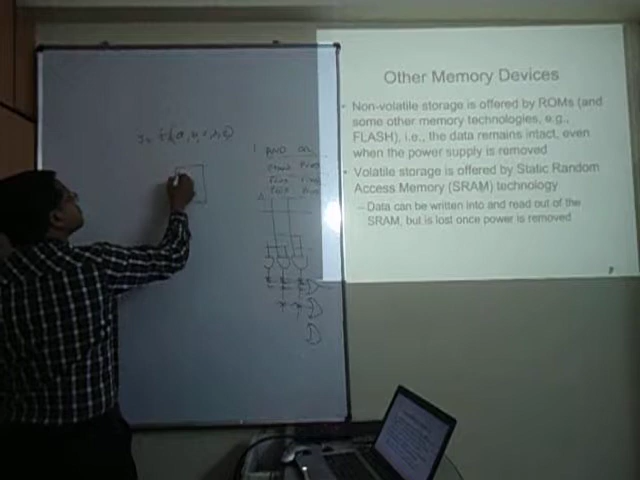 Other Memory Devices
• Non-volatile storage is offered by ROMs (and
some other memory technologies, e.g.,
FLASH), i.e., the data remains intact, even
when the power supply is removed
• Volatile storage is offered by Static Random
Access Memory (SRAM) technology
– Data can be written into and read out of the
SRAM, but is lost once power is removed
AND OR